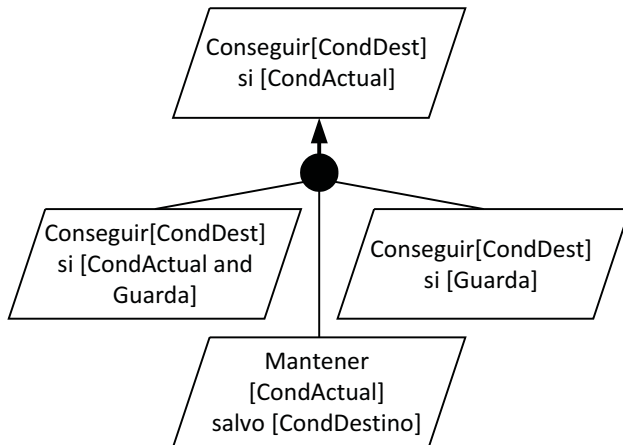 Conseguir[CondDest]
si [CondActual]
Conseguir[CondDest]
si [CondActual and
Guarda]
Conseguir[CondDest]
si [Guarda]
Mantener
[CondActual]
salvo [CondDestino]